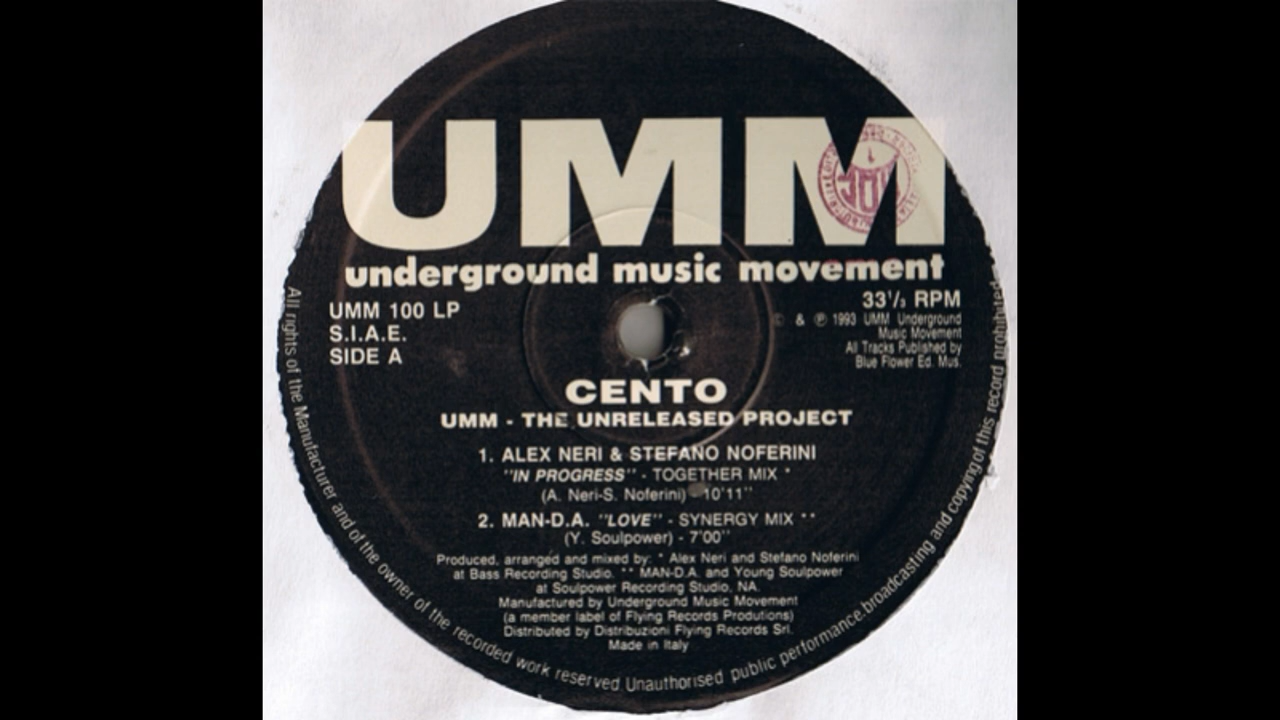 UMM
underground music movement
UMM 100 LP
S.I.A.E.
SIDE A
33 1/3 RPM
© & ℗ 1993 UMM Underground
Music Movement
All Tracks Published by
Blue Flower Ed. Mus.
CENTO
UMM - THE UNRELEASED PROJECT
1. ALEX NERI & STEFANO NOFERINI
"IN PROGRESS" - TOGETHER MIX *
(A. Neri-S. Noferini) - 10'11"
2. MAN-D.A. "LOVE" - SYNERGY MIX **
(Y. Soulpower) - 7'00"
Produced, arranged and mixed by: * Alex Neri and Stefano Noferini
at Bass Recording Studio. ** MAN-D.A. and Young Soulpower
at Soulpower Recording Studio, NA.
Manufactured by Underground Music Movement
(a member label of Flying Records Produtions)
Distributed by Distribuzioni Flying Records Srl.
Made in Italy
All rights of the Manufacturer and of the owner of the recorded work reserved. Unauthorised public performance.broadcasting and copying of this record prohibited.